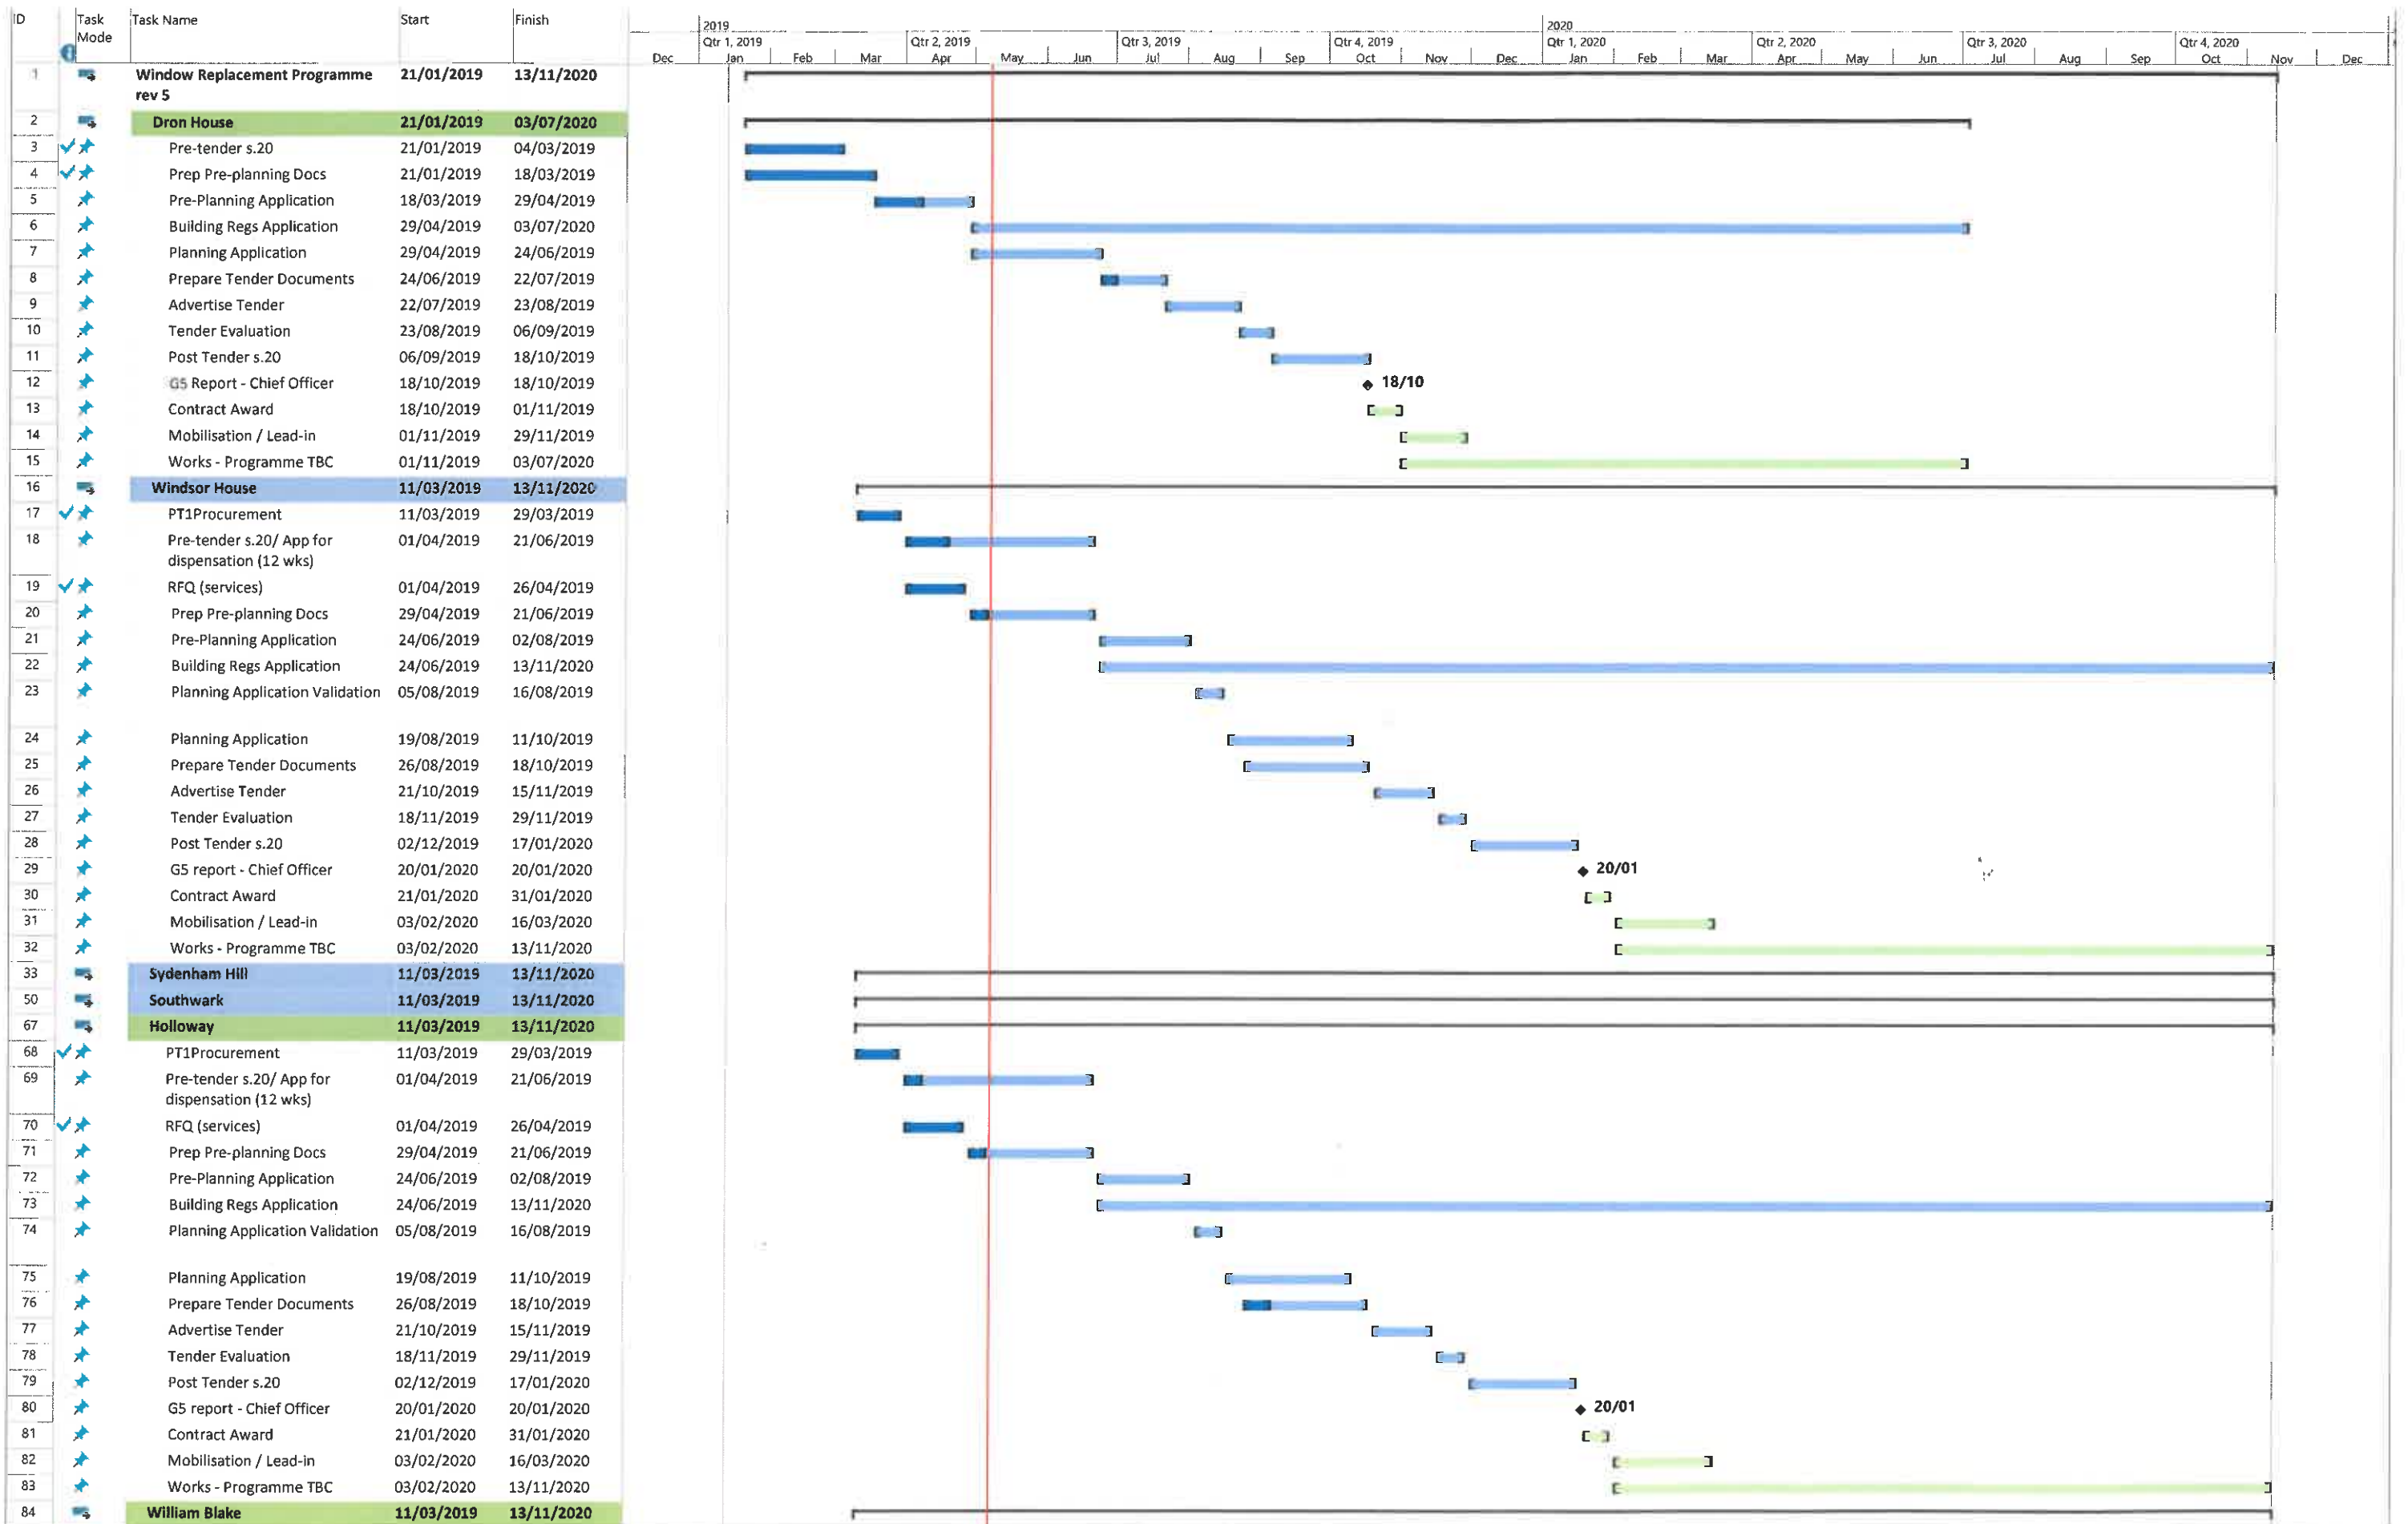 ID Task Mode Task Name Start Finish
2019 2020
Qtr 1, 2019 Qtr 2, 2019 Qtr 3, 2019 Qtr 4, 2019 Qtr 1, 2020 Qtr 2, 2020 Qtr 3, 2020 Qtr 4, 2020
Dec Jan Feb Mar Apr May Jun Jul Aug Sep Oct Nov Dec Jan Feb Mar Apr May Jun Jul Aug Sep Oct Nov Dec
1 Window Replacement Programme 21/01/2019 13/11/2020
rev 5
2 Dron House 21/01/2019 03/07/2020
3 Pre-tender s.20 21/01/2019 04/03/2019
4 Prep Pre-planning Docs 21/01/2019 18/03/2019
5 Pre-Planning Application 18/03/2019 29/04/2019
6 Building Regs Application 29/04/2019 03/07/2020
7 Planning Application 29/04/2019 24/06/2019
8 Prepare Tender Documents 24/06/2019 22/07/2019
9 Advertise Tender 22/07/2019 23/08/2019
10 Tender Evaluation 23/08/2019 06/09/2019
11 Post Tender s.20 06/09/2019 18/10/2019
12 G5 Report - Chief Officer 18/10/2019 18/10/2019 18/10
13 Contract Award 18/10/2019 01/11/2019
14 Mobilisation / Lead-in 01/11/2019 29/11/2019
15 Works - Programme TBC 01/11/2019 03/07/2020
16 Windsor House 11/03/2019 13/11/2020
17 PT1Procurement 11/03/2019 29/03/2019
18 Pre-tender s.20/ App for 01/04/2019 21/06/2019
dispensation (12 wks)
19 RFQ (services) 01/04/2019 26/04/2019
20 Prep Pre-planning Docs 29/04/2019 21/06/2019
21 Pre-Planning Application 24/06/2019 02/08/2019
22 Building Regs Application 24/06/2019 13/11/2020
23 Planning Application Validation 05/08/2019 16/08/2019
24 Planning Application 19/08/2019 11/10/2019
25 Prepare Tender Documents 26/08/2019 18/10/2019
26 Advertise Tender 21/10/2019 15/11/2019
27 Tender Evaluation 18/11/2019 29/11/2019
28 Post Tender s.20 02/12/2019 17/01/2020
29 G5 report - Chief Officer 20/01/2020 20/01/2020 20/01
30 Contract Award 21/01/2020 31/01/2020
31 Mobilisation / Lead-in 03/02/2020 16/03/2020
32 Works - Programme TBC 03/02/2020 13/11/2020
33 Sydenham Hill 11/03/2019 13/11/2020
50 Southwark 11/03/2019 13/11/2020
67 Holloway 11/03/2019 13/11/2020
68 PT1Procurement 11/03/2019 29/03/2019
69 Pre-tender s.20/ App for 01/04/2019 21/06/2019
dispensation (12 wks)
70 RFQ (services) 01/04/2019 26/04/2019
71 Prep Pre-planning Docs 29/04/2019 21/06/2019
72 Pre-Planning Application 24/06/2019 02/08/2019
73 Building Regs Application 24/06/2019 13/11/2020
74 Planning Application Validation 05/08/2019 16/08/2019
75 Planning Application 19/08/2019 11/10/2019
76 Prepare Tender Documents 26/08/2019 18/10/2019
77 Advertise Tender 21/10/2019 15/11/2019
78 Tender Evaluation 18/11/2019 29/11/2019
79 Post Tender s.20 02/12/2019 17/01/2020
80 G5 report - Chief Officer 20/01/2020 20/01/2020 20/01
81 Contract Award 21/01/2020 31/01/2020
82 Mobilisation / Lead-in 03/02/2020 16/03/2020
83 Works - Programme TBC 03/02/2020 13/11/2020
84 William Blake 11/03/2019 13/11/2020